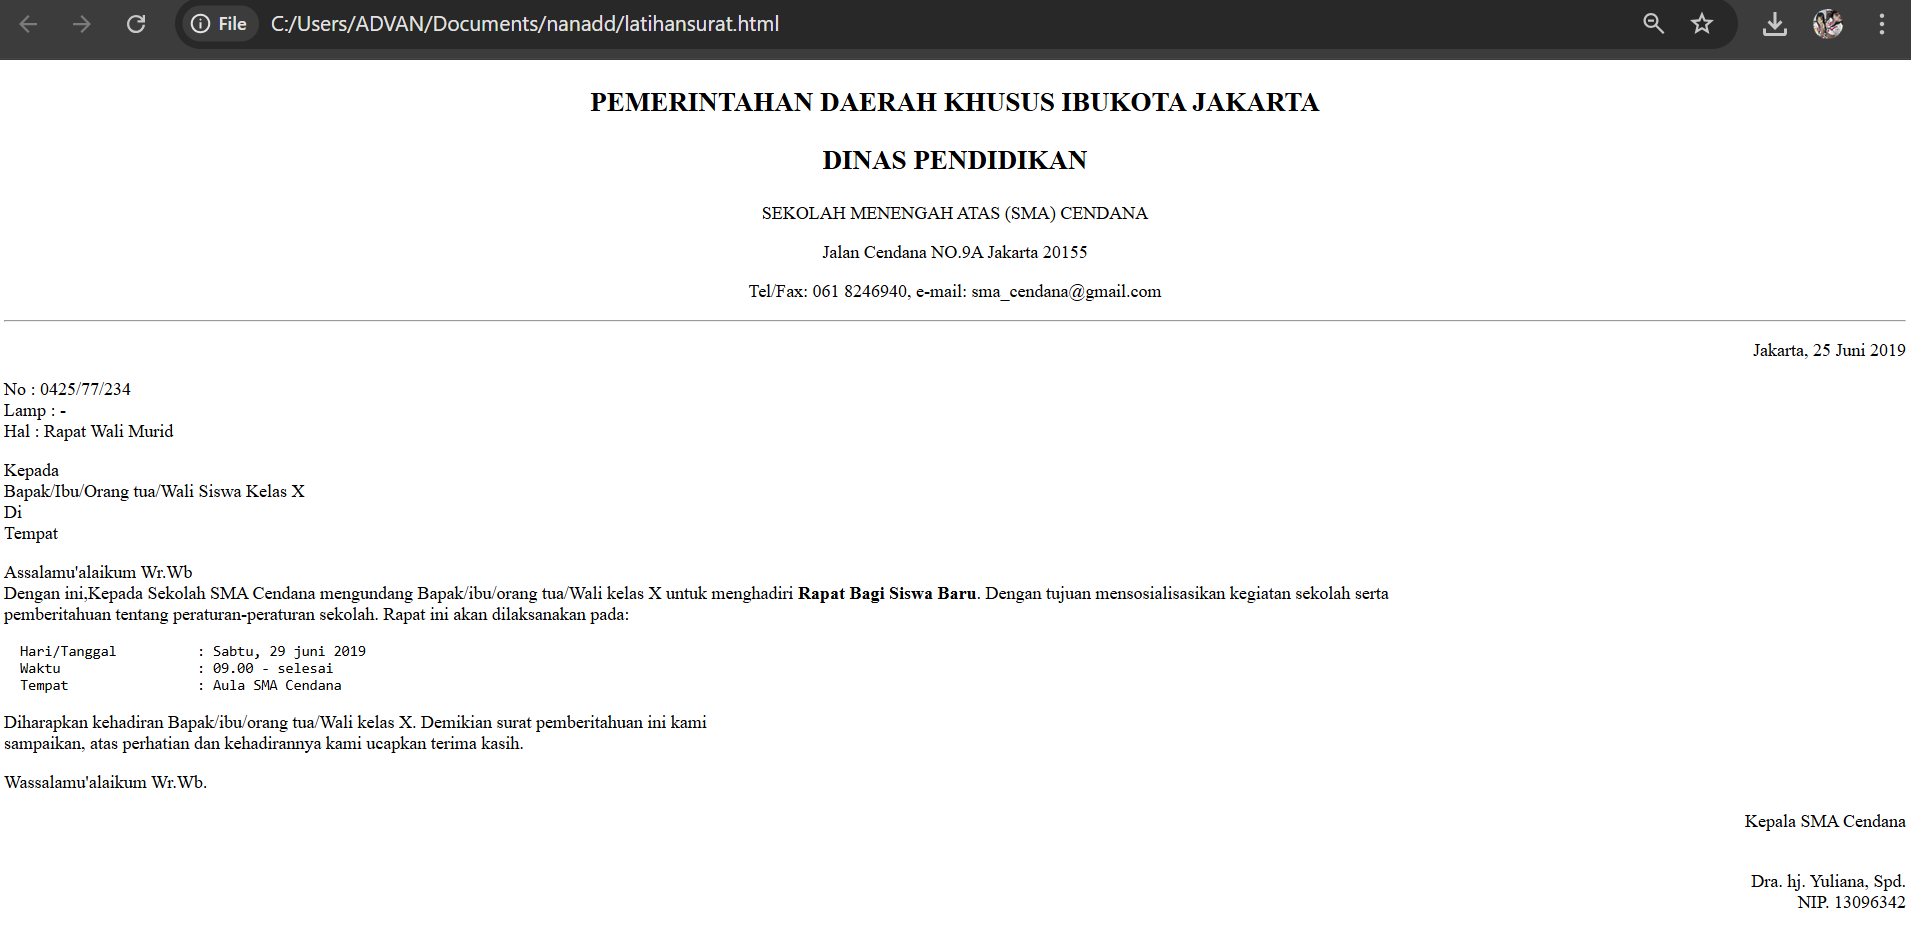 File C:/Users/ADVAN/Documents/nanadd/latihansurat.html
PEMERINTAHAN DAERAH KHUSUS IBUKOTA JAKARTA
DINAS PENDIDIKAN
SEKOLAH MENENGAH ATAS (SMA) CENDANA
Jalan Cendana NO.9A Jakarta 20155
Tel/Fax: 061 8246940, e-mail: sma_cendana@gmail.com
Jakarta, 25 Juni 2019
No : 0425/77/234
Lamp : -
Hal : Rapat Wali Murid
Kepada
Bapak/Ibu/Orang tua/Wali Siswa Kelas X
Di
Tempat
Assalamu'alaikum Wr.Wb
Dengan ini,Kepada Sekolah SMA Cendana mengundang Bapak/ibu/orang tua/Wali kelas X untuk menghadiri Rapat Bagi Siswa Baru. Dengan tujuan mensosialisasikan kegiatan sekolah serta
pemberitahuan tentang peraturan-peraturan sekolah. Rapat ini akan dilaksanakan pada:
Hari/Tanggal : Sabtu, 29 juni 2019
Waktu : 09.00 - selesai
Tempat : Aula SMA Cendana
Diharapkan kehadiran Bapak/ibu/orang tua/Wali kelas X. Demikian surat pemberitahuan ini kami
sampaikan, atas perhatian dan kehadirannya kami ucapkan terima kasih.
Wassalamu'alaikum Wr.Wb.
Kepala SMA Cendana
Dra. hj. Yuliana, Spd.
NIP. 13096342